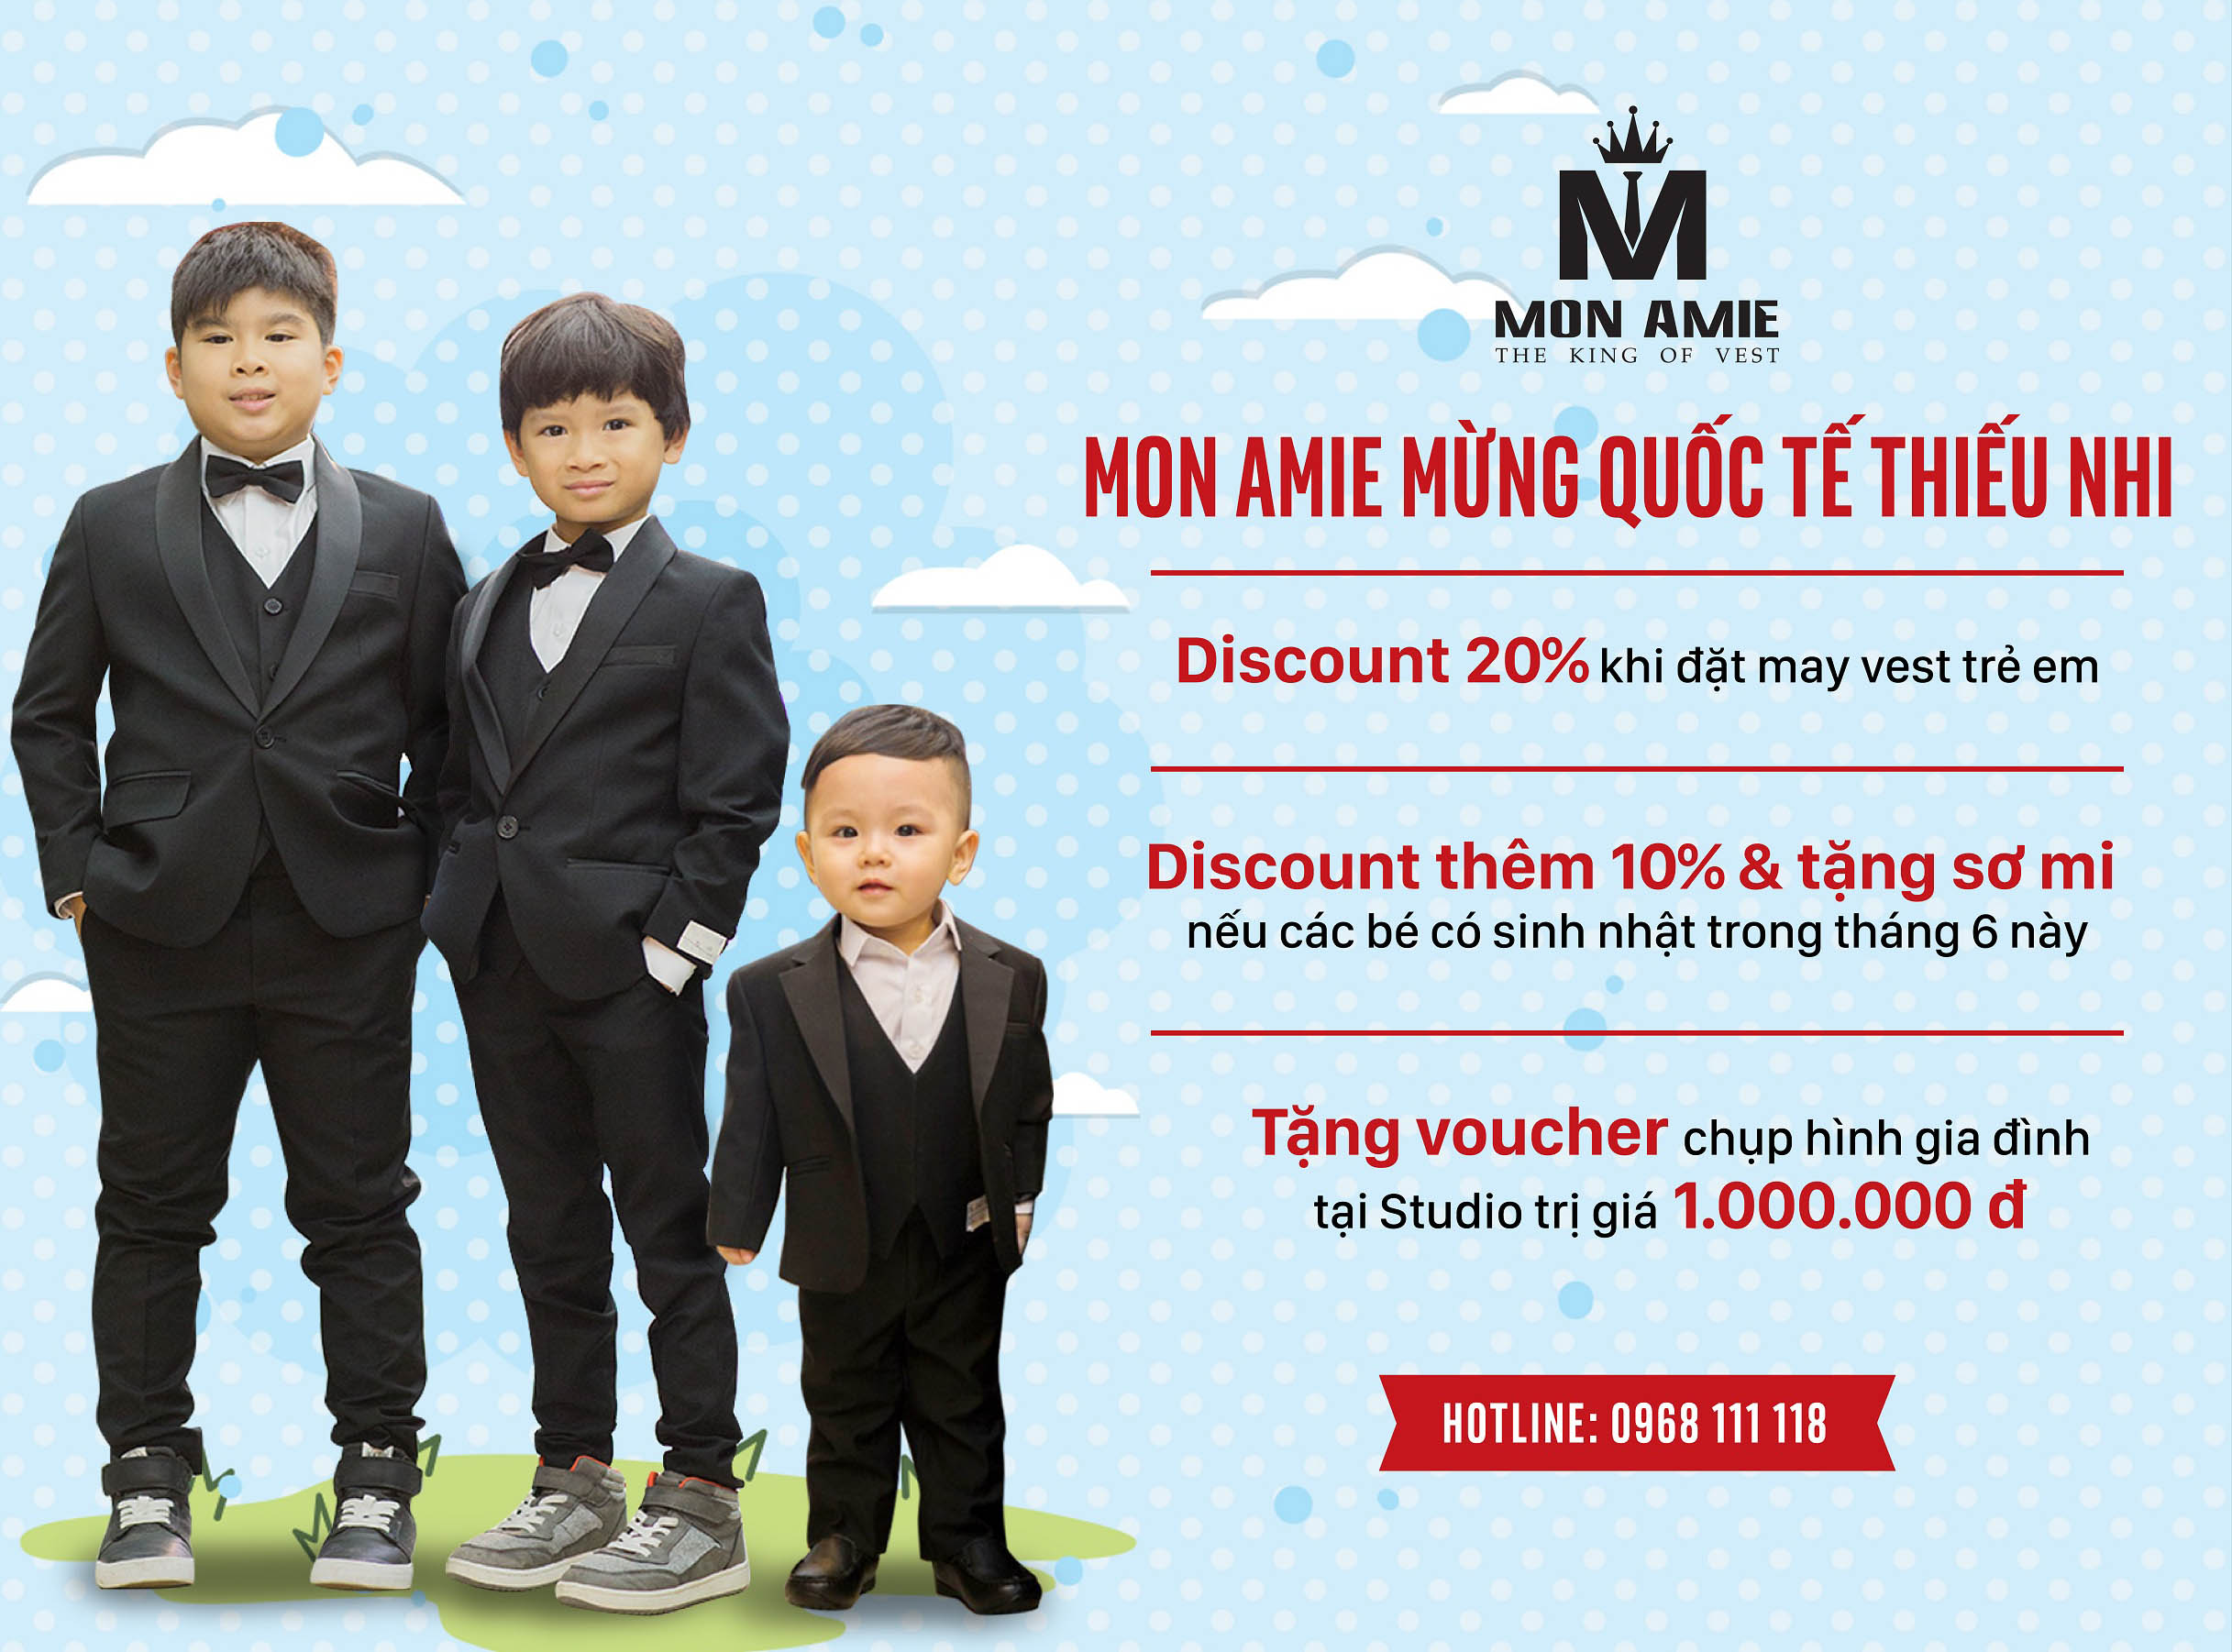 M
MON AMIE
THE KING OF VEST
MON AMIE MỪNG QUỐC TẾ THIẾU NHI
Discount 20% khi đặt may vest trẻ em
Discount thêm 10% & tặng sơ mi
nếu các bé có sinh nhật trong tháng 6 này
Tặng voucher chụp hình gia đình
tại Studio trị giá 1.000.000 đ
HOTLINE: 0968 111 118